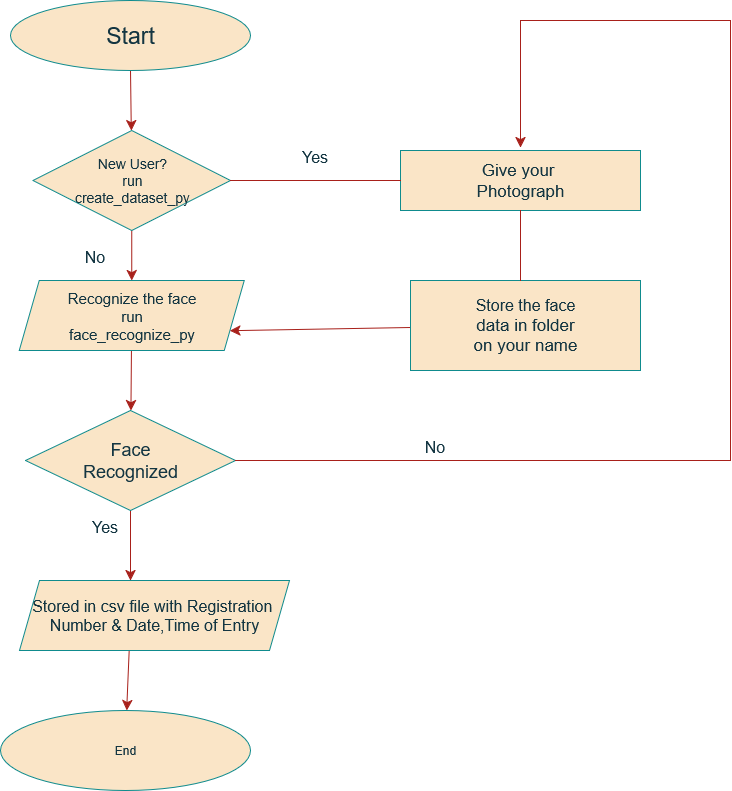 Start
New User?
run
create_dataset_py
Yes
Give your
Photograph
No
Recognize the face
run
face_recognize_py
Store the face
data in folder
on your name
Face
Recognized
No
Yes
Stored in csv file with Registration
Number & Date,Time of Entry
End